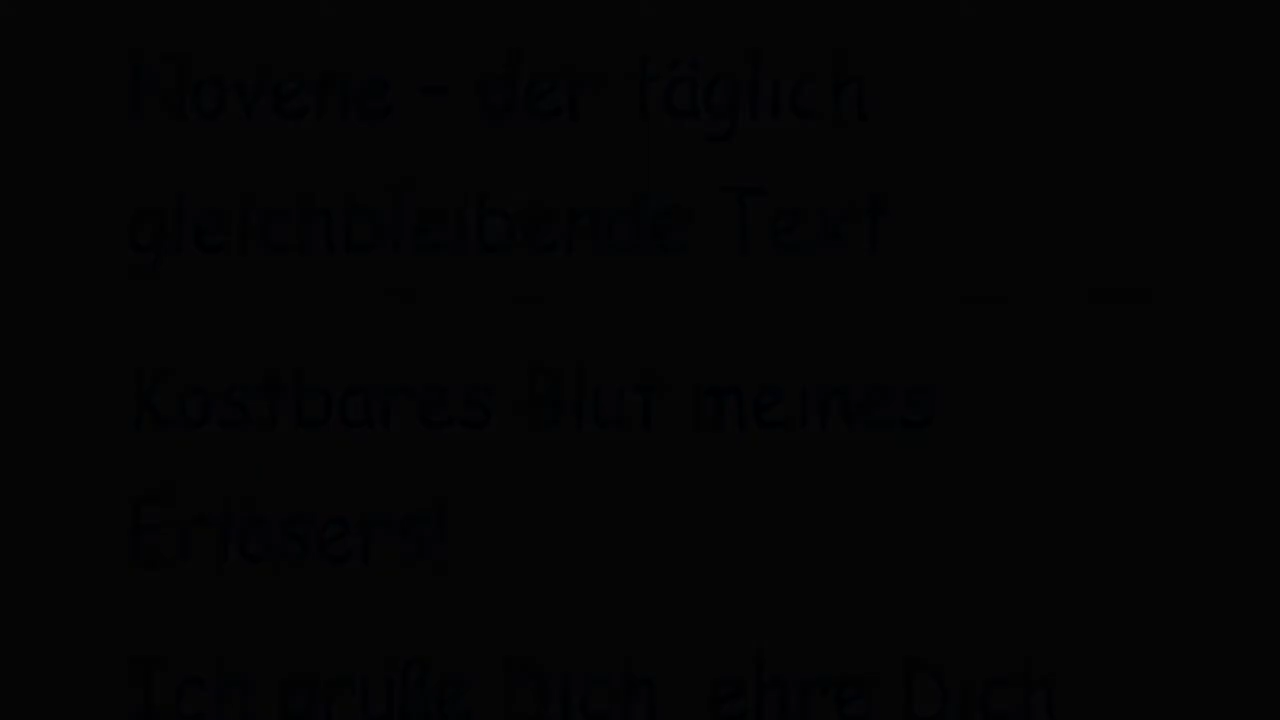 Novene - der täglich
gleichbleibende Text
Kostbares Blut meines
Erlösers!
Ich grüße Dich, ehre Dich